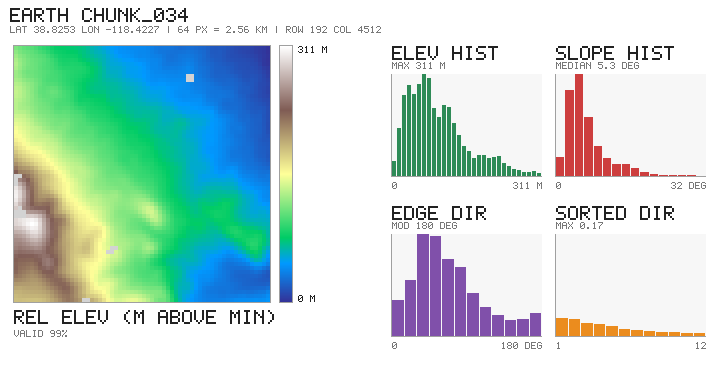 EARTH CHUNK_034
LAT 38.8253 LON -118.4227 | 64 PX = 2.56 KM | ROW 192 COL 4512
311 M
0 M
REL ELEV (M ABOVE MIN)
VALID 99%
ELEV HIST
MAX 311 M
0 311 M
SLOPE HIST
MEDIAN 5.3 DEG
0 32 DEG
EDGE DIR
MOD 180 DEG
0 180 DEG
SORTED DIR
MAX 0.17
1 12